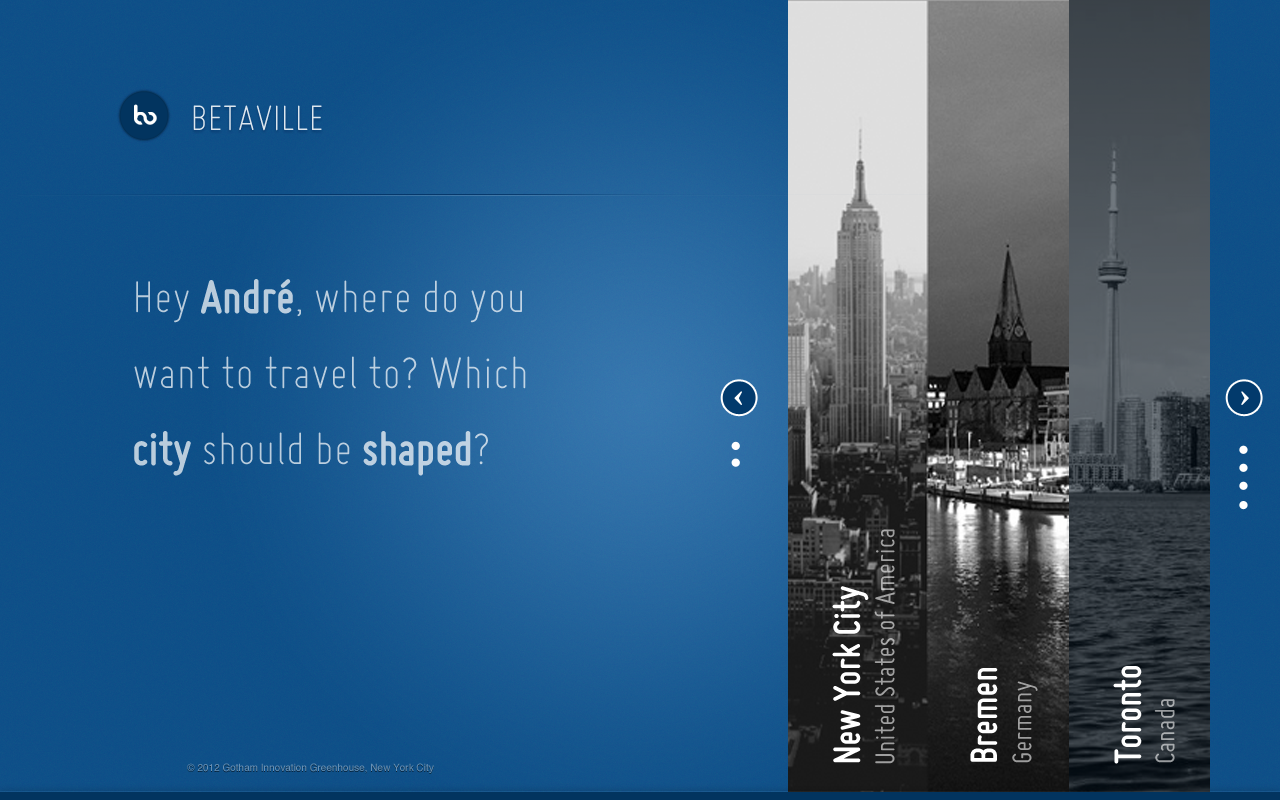 BETAVILLE
Hey André, where do you
want to travel to? Which
city should be shaped?
New York City
United States of America
Bremen
Germany
Toronto
Canada
© 2012 Gotham Innovation Greenhouse, New York City